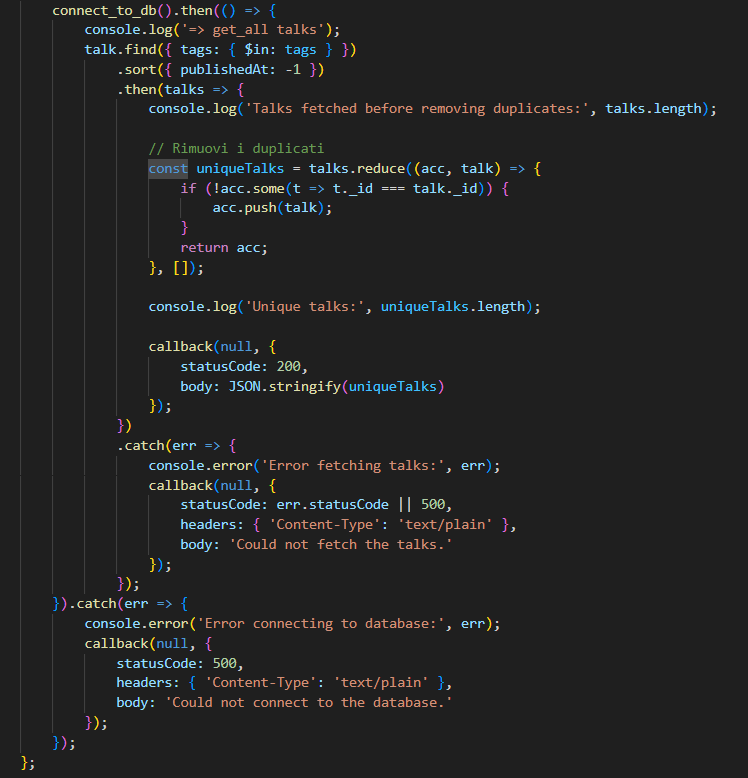 connect_to_db().then(() => {
console.log('=> get_all talks');
talk.find({ tags: { $in: tags } })
.sort({ publishedAt: -1 })
.then(talks => {
console.log('Talks fetched before removing duplicates:', talks.length);
// Rimuovi i duplicati
const uniqueTalks = talks.reduce((acc, talk) => {
if (!acc.some(t => t._id === talk._id)) {
acc.push(talk);
}
return acc;
}, []);
console.log('Unique talks:', uniqueTalks.length);
callback(null, {
statusCode: 200,
body: JSON.stringify(uniqueTalks)
});
})
.catch(err => {
console.error('Error fetching talks:', err);
callback(null, {
statusCode: err.statusCode || 500,
headers: { 'Content-Type': 'text/plain' },
body: 'Could not fetch the talks.'
});
});
}).catch(err => {
console.error('Error connecting to database:', err);
callback(null, {
statusCode: 500,
headers: { 'Content-Type': 'text/plain' },
body: 'Could not connect to the database.'
});
});
};